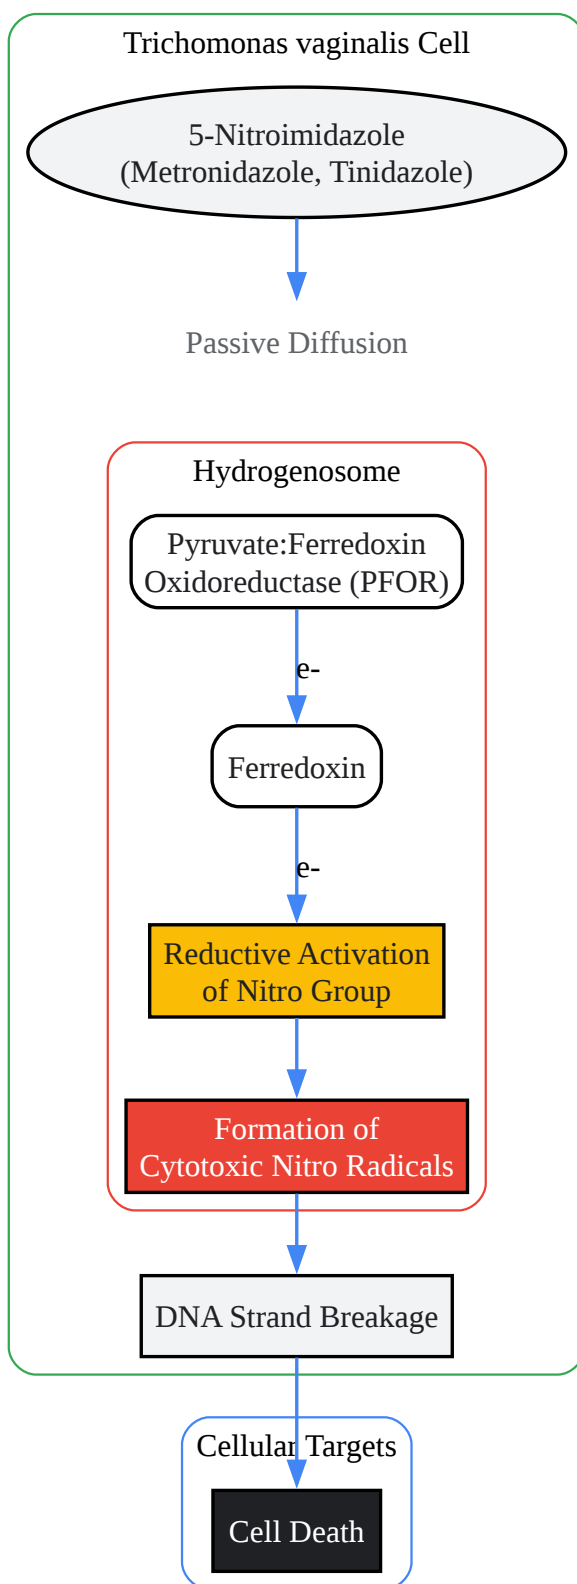 Trichomonas vaginalis Cell
5-Nitroimidazole
(Metronidazole, Tinidazole)
Passive Diffusion
Hydrogenosome
Pyruvate:Ferredoxin
Oxidoreductase (PFOR)
e-
Ferredoxin
e-
Reductive Activation
of Nitro Group
Formation of
Cytotoxic Nitro Radicals
DNA Strand Breakage
Cellular Targets
Cell Death